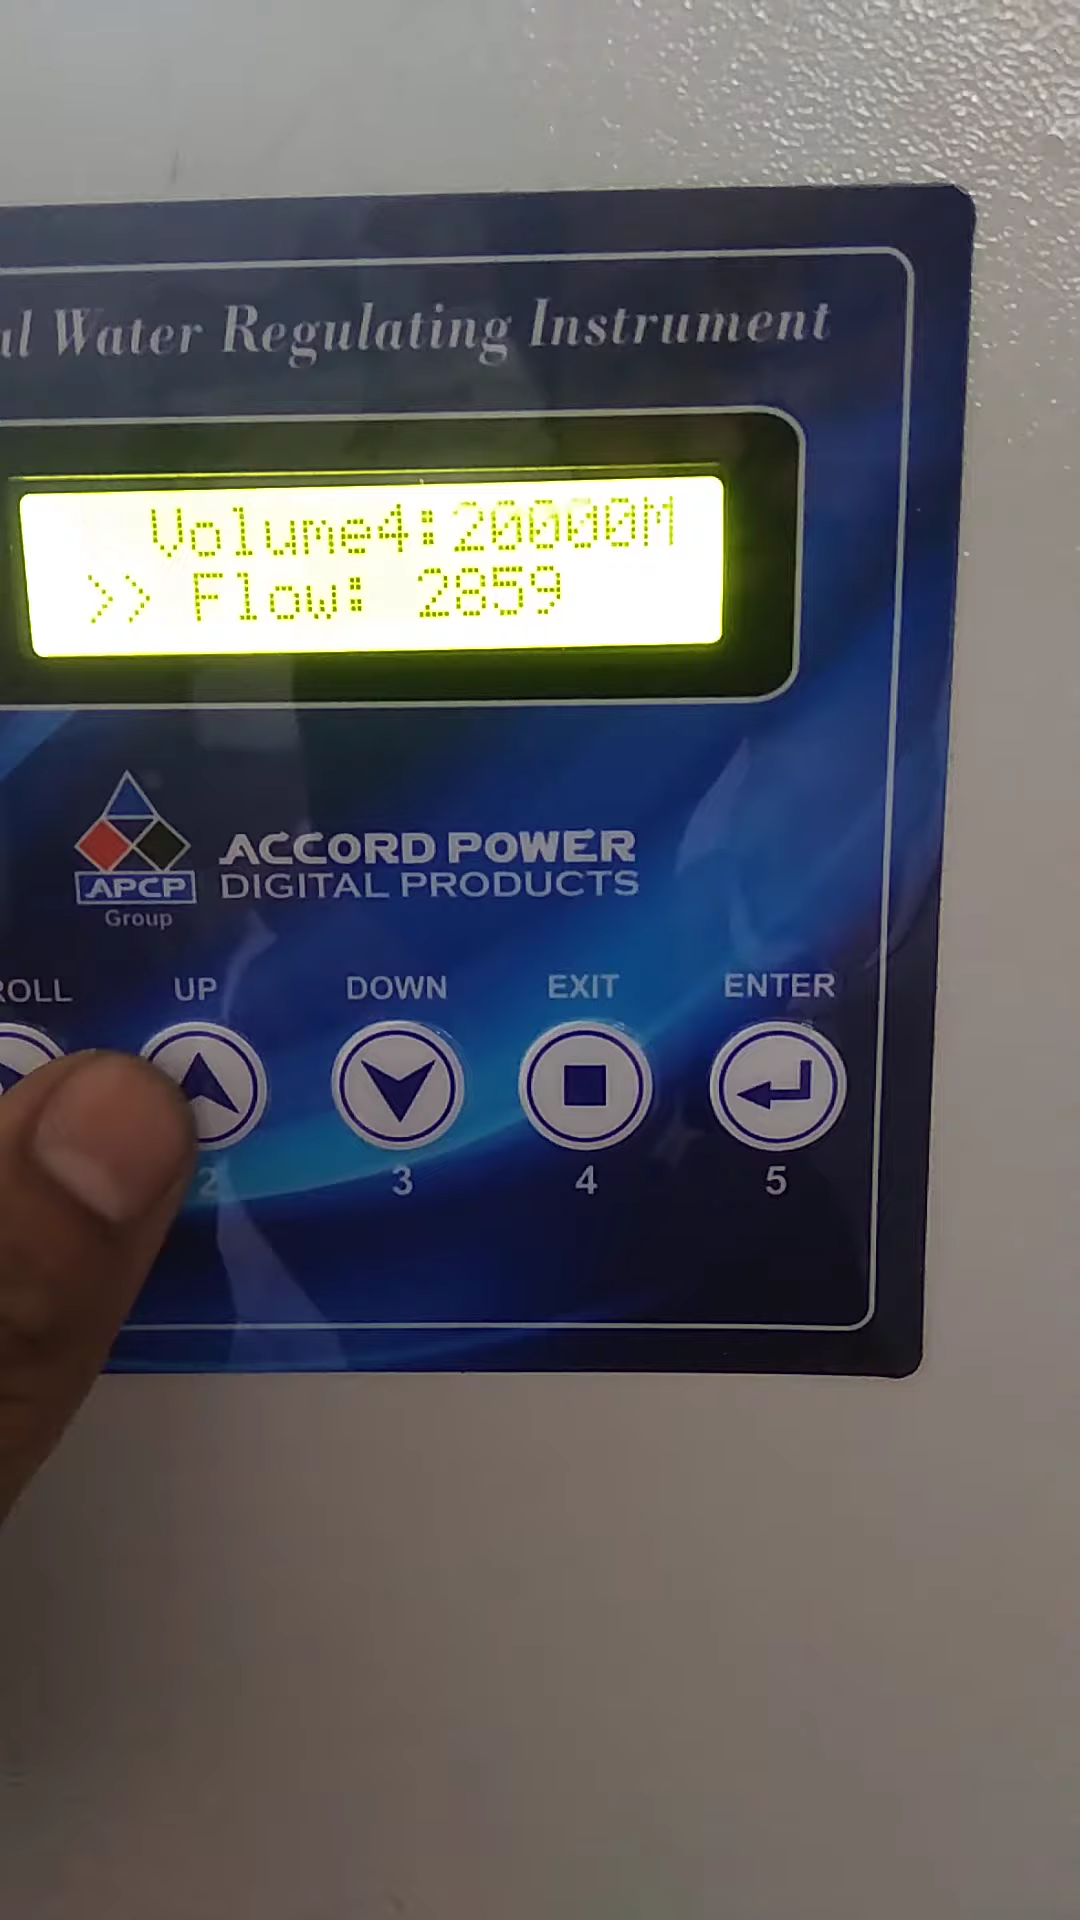 Water Regulating Instrument
Volume4:20000M
>> Flow: 2859
APCP
Group
ACCORD POWER
DIGITAL PRODUCTS
UP
DOWN
EXIT
ENTER
2
3
4
5